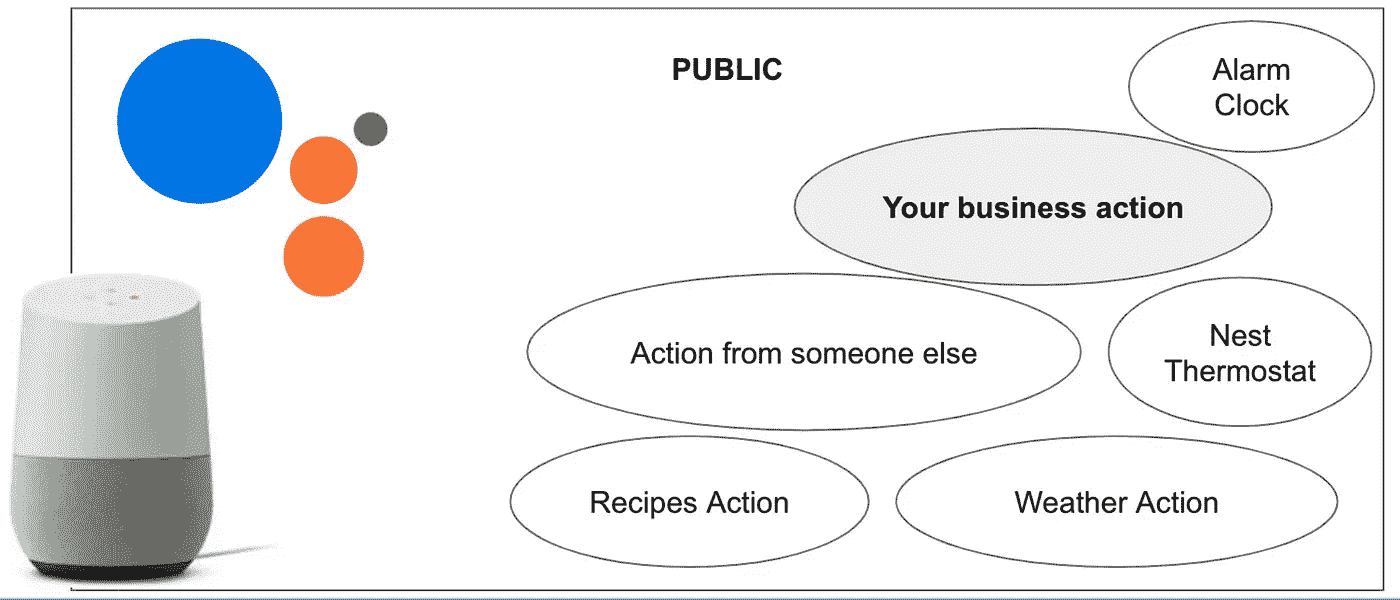 PUBLIC
Alarm
Clock
Your business action
Action from someone else
Nest
Thermostat
Recipes Action
Weather Action